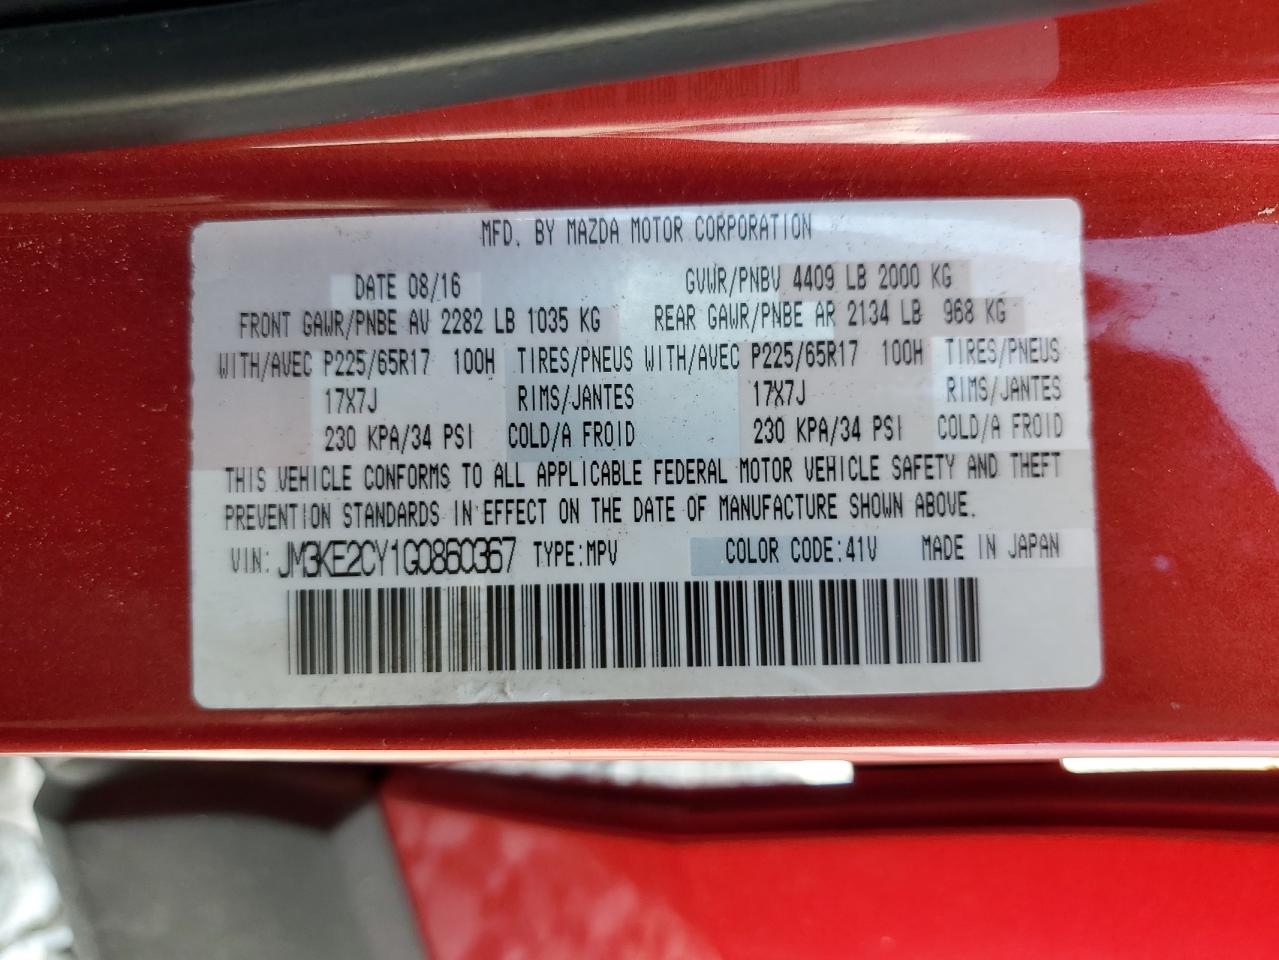 MFD. BY MAZDA MOTOR CORPORATION
DATE 08/16 GVWR/PNBV 4409 LB 2000 KG
FRONT GAWR/PNBE AV 2282 LB 1035 KG REAR GAWR/PNBE AR 2134 LB 968 KG
WITH/AVEC P225/65R17 100H TIRES/PNEUS WITH/AVEC P225/65R17 100H TIRES/PNEUS
17X7J RIMS/JANTES 17X7J RIMS/JANTES
230 KPA/34 PSI COLD/A FROID 230 KPA/34 PSI COLD/A FROID
THIS VEHICLE CONFORMS TO ALL APPLICABLE FEDERAL MOTOR VEHICLE SAFETY AND THEFT
PREVENTION STANDARDS IN EFFECT ON THE DATE OF MANUFACTURE SHOWN ABOVE.
VIN: JM3KE2CY1G0860367 TYPE:MPV COLOR CODE:41V MADE IN JAPAN